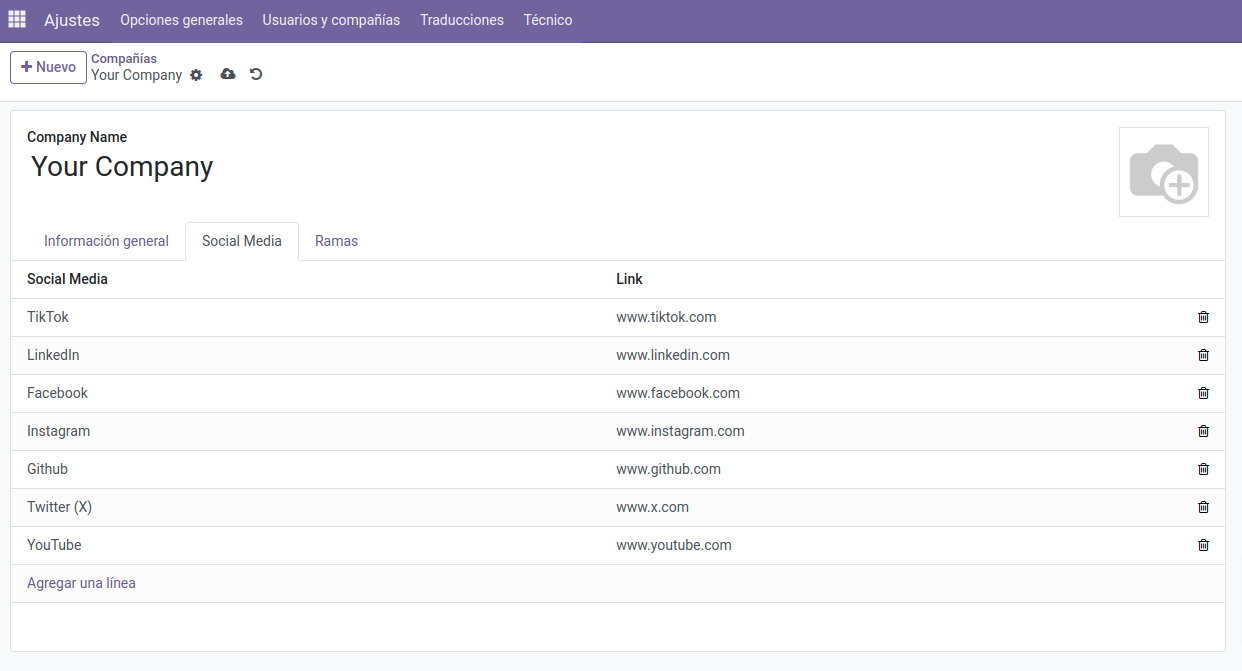 Ajustes Opciones generales Usuarios y compañías Traducciones Técnico
Nuevo
Compañías
Your Company
Company Name
Your Company
Información general Social Media Ramas
Social Media Link
TikTok www.tiktok.com
LinkedIn www.linkedin.com
Facebook www.facebook.com
Instagram www.instagram.com
Github www.github.com
Twitter (X) www.x.com
YouTube www.youtube.com
Agregar una línea